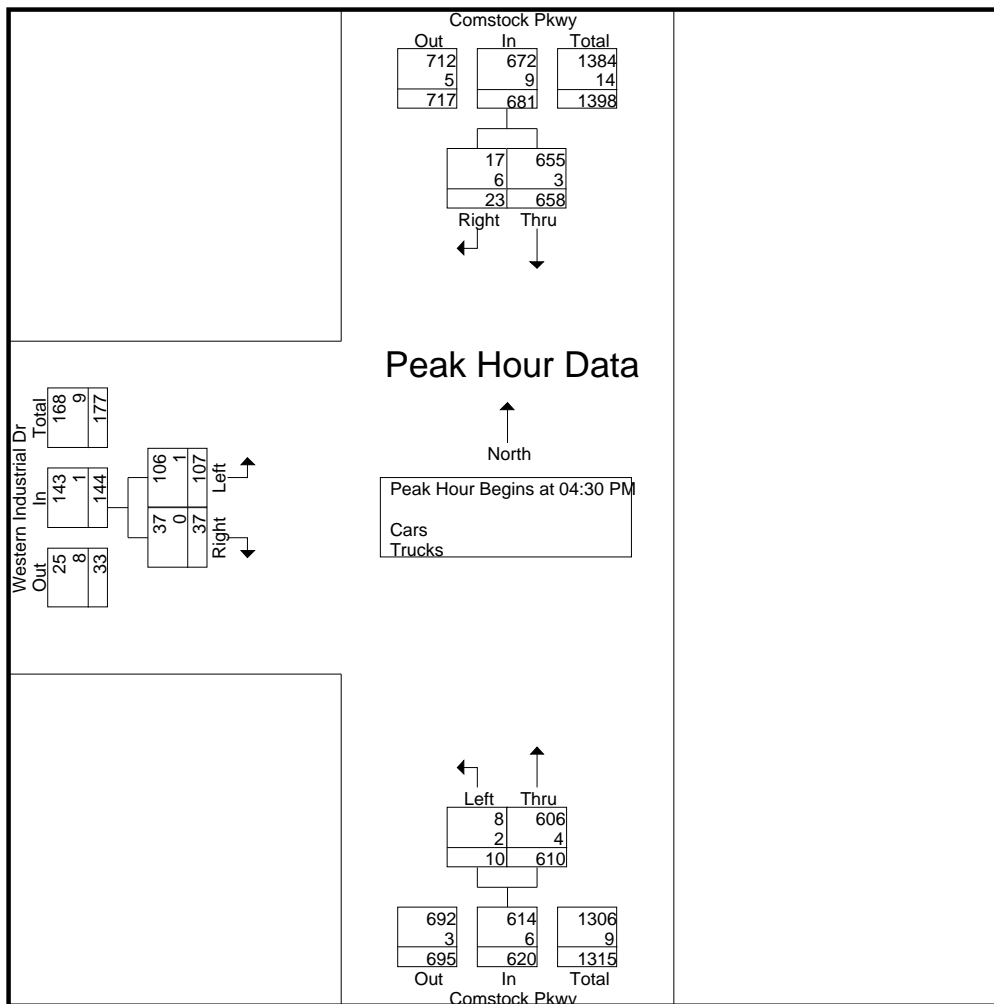 Comstock Pkwy
Out In Total
712 672 1384
5 9 14
717 681 1398
17 655
6 3
23 658
Right Thru
Peak Hour Data
North
Peak Hour Begins at 04:30 PM
Cars
Trucks
Western Industrial Dr
Total
168
9
177
In
143
1
144
Out
25
8
33
106
1
107
Left
37
0
37
Right
Left Thru
8 606
2 4
10 610
692 614 1306
3 6 9
695 620 1315
Out In Total
Comstock Pkwy